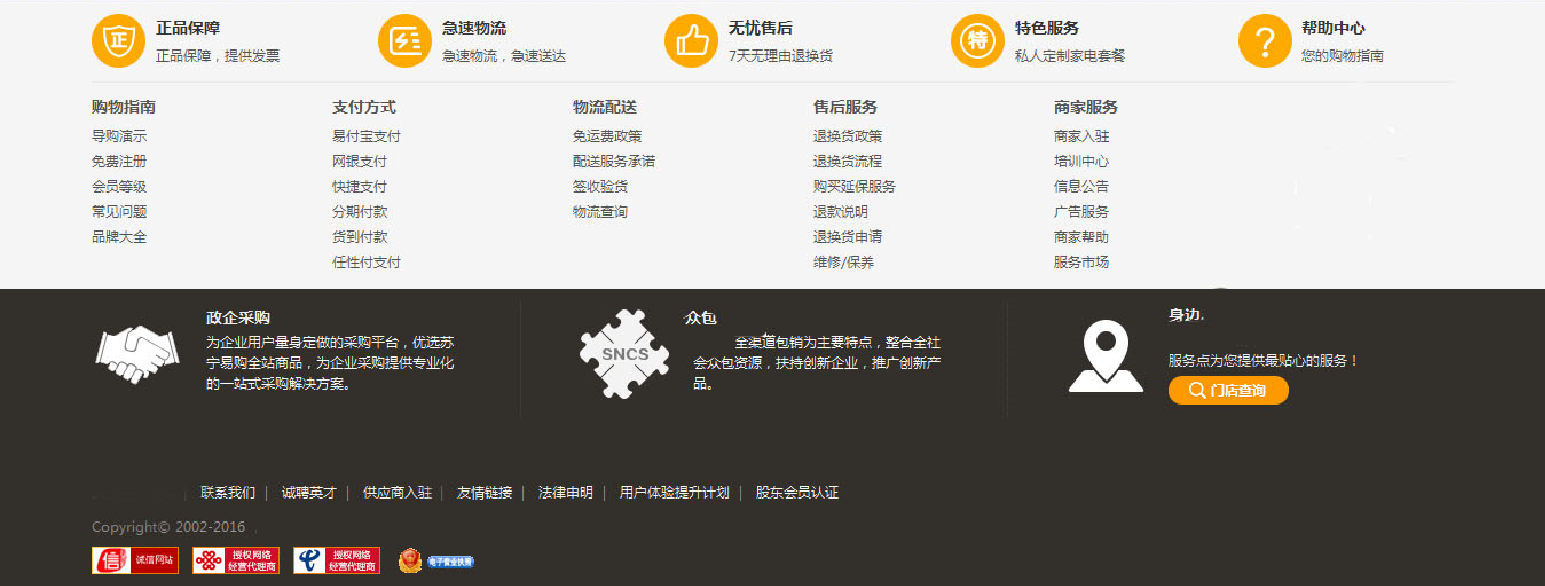 正品保障
正品保障，提供发票
急速物流
急速物流，急速送达
无忧售后
7天无理由退换货
特色服务
私人定制家电套餐
帮助中心
您的购物指南
正
特
?
购物指南
导购演示
免费注册
会员等级
常见问题
品牌大全
支付方式
易付宝支付
网银支付
快捷支付
分期付款
货到付款
任性付支付
物流配送
免运费政策
配送服务承诺
签收验货
物流查询
售后服务
退换货政策
退换货流程
购买延保服务
退款说明
退换货申请
维修/保养
商家服务
商家入驻
培训中心
信息公告
广告服务
商家帮助
服务市场
政企采购
为企业用户量身定做的采购平台，优选苏
宁易购全站商品，为企业采购提供专业化
的一站式采购解决方案。
SNCS
众包
全渠道包销为主要特点，整合全社
会众包资源，扶持创新企业，推广创新产
品。
身边
服务点为您提供最贴心的服务！
门店查询
| 联系我们 | 诚聘英才 | 供应商入驻 | 友情链接 | 法律申明 | 用户体验提升计划 | 股东会员认证
Copyright© 2002-2016 ,
信
诚信网站
授权网络
经营代理商
授权网络
经营代理商
电子营业执照